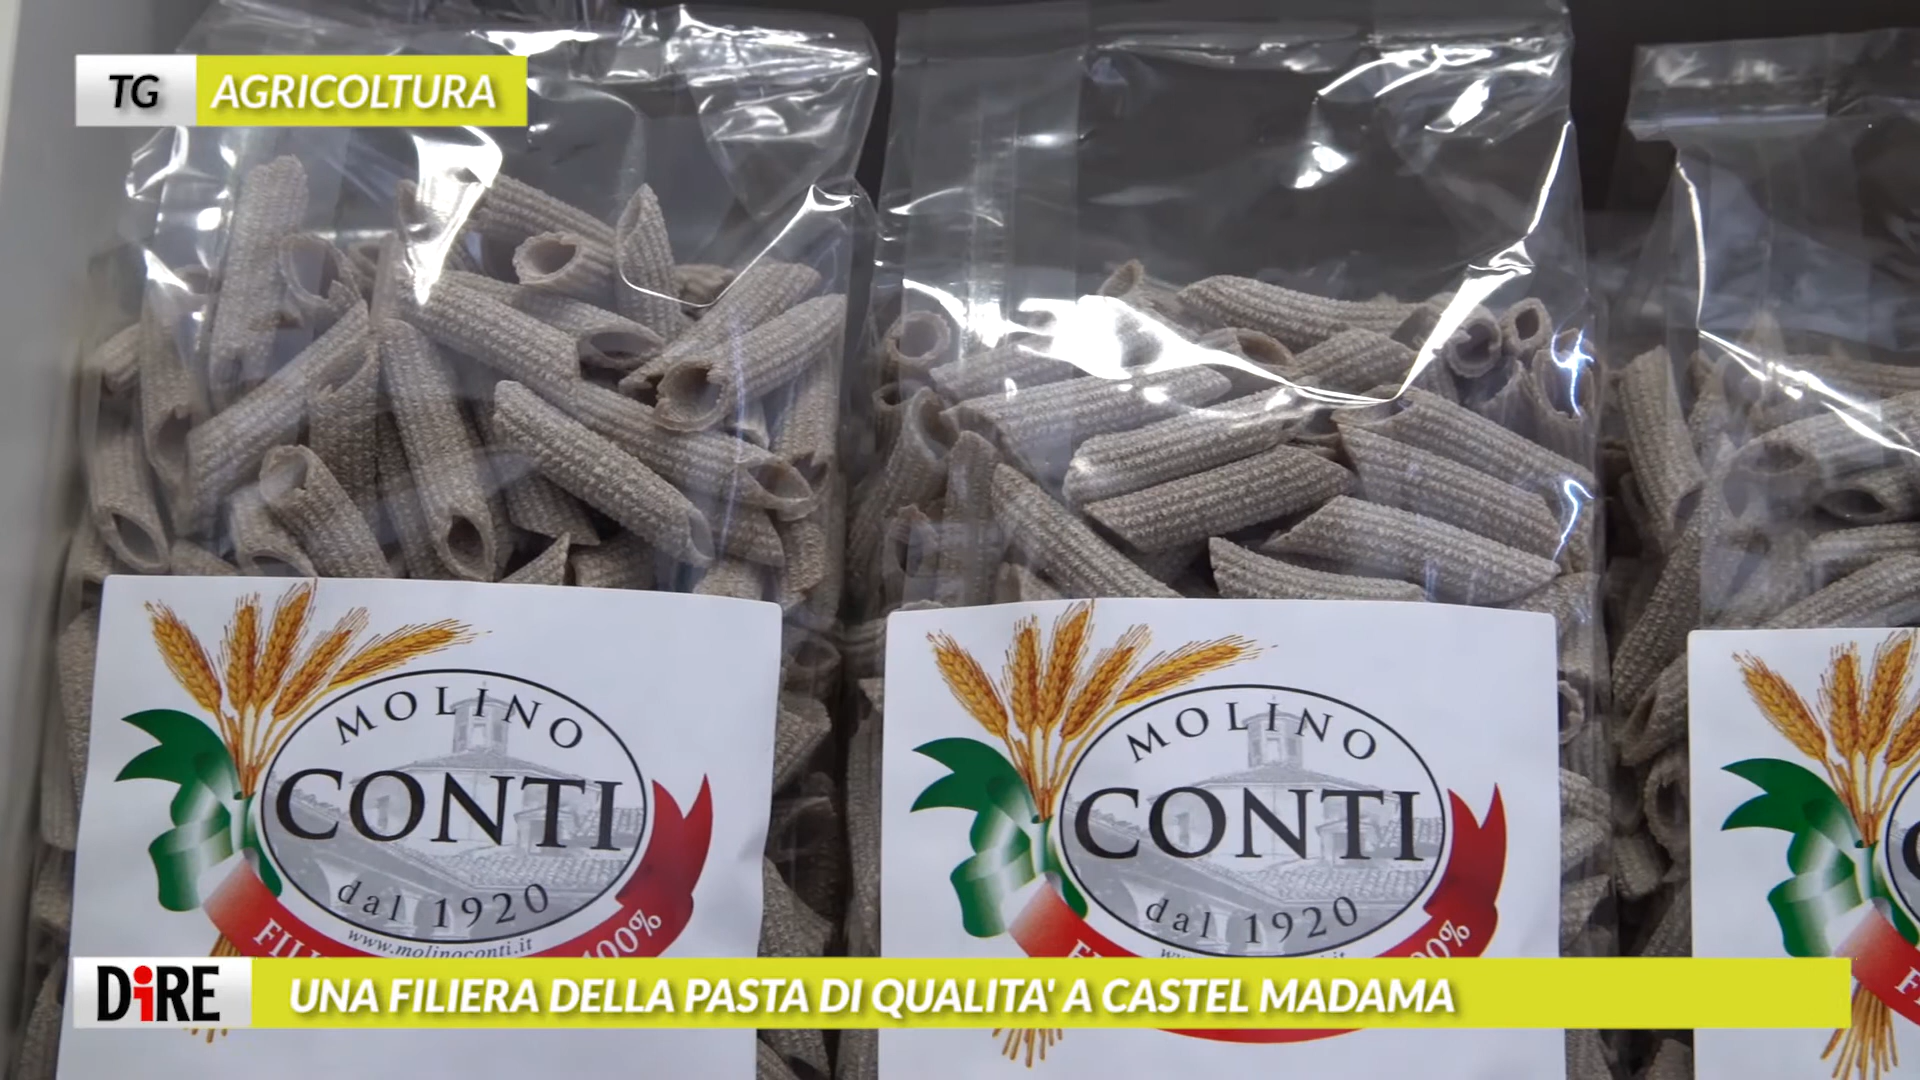 TG AGRICOLTURA
MOLINO
CONTI
dal 1920
www.molinoconti.it
100%
MOLINO
CONTI
dal 1920
DiRE UNA FILIERA DELLA PASTA DI QUALITA' A CASTEL MADAMA